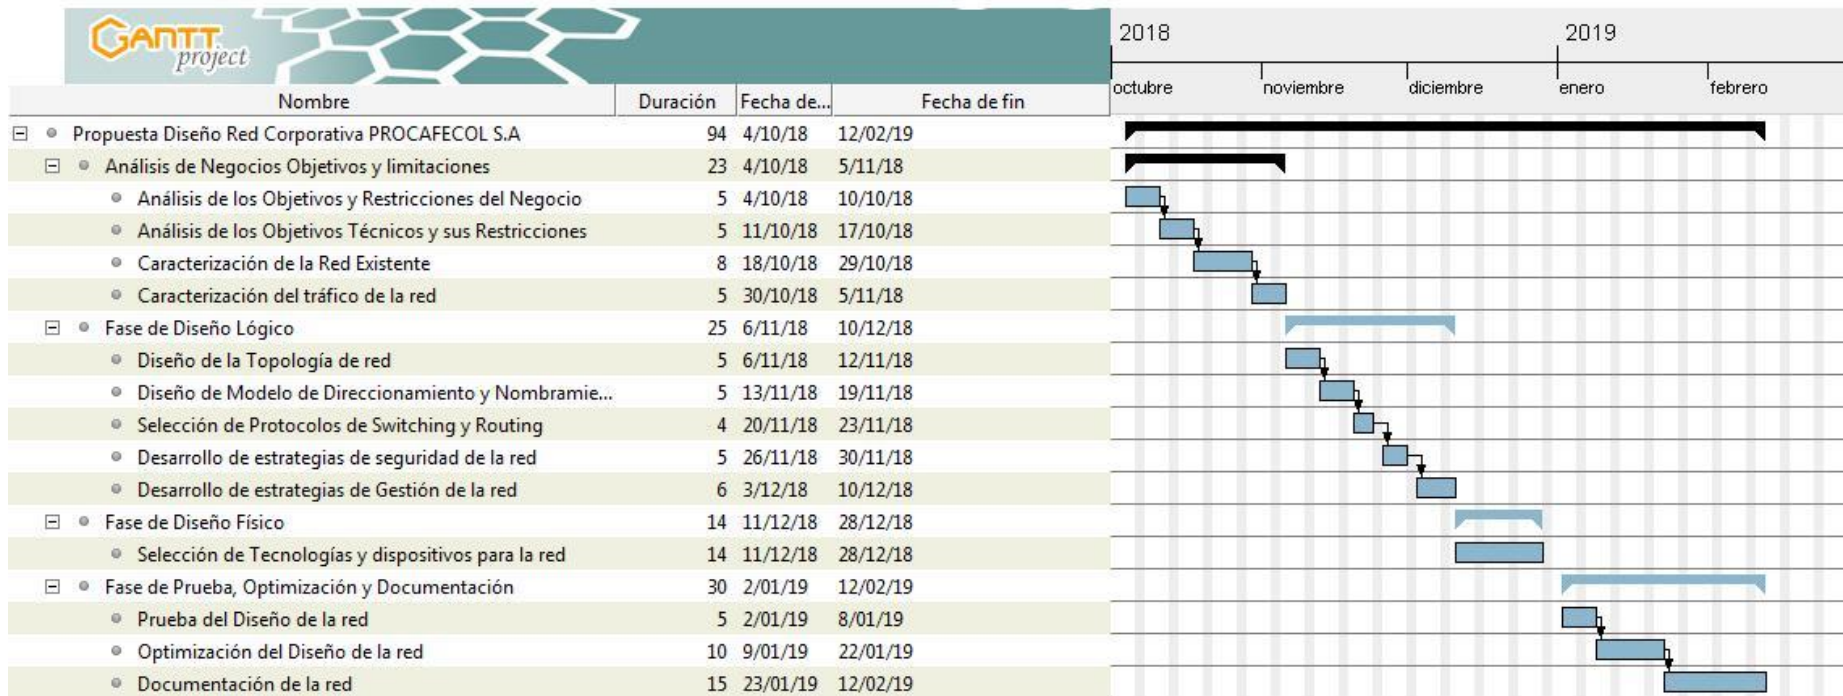 GANTT project
2018 2019
octubre noviembre diciembre enero febrero
Nombre Duración Fecha de... Fecha de fin
Propuesta Diseño Red Corporativa PROCAFECOL S.A 94 4/10/18 12/02/19
Análisis de Negocios Objetivos y limitaciones 23 4/10/18 5/11/18
Análisis de los Objetivos y Restricciones del Negocio 5 4/10/18 10/10/18
Análisis de los Objetivos Técnicos y sus Restricciones 5 11/10/18 17/10/18
Caracterización de la Red Existente 8 18/10/18 29/10/18
Caracterización del tráfico de la red 5 30/10/18 5/11/18
Fase de Diseño Lógico 25 6/11/18 10/12/18
Diseño de la Topología de red 5 6/11/18 12/11/18
Diseño de Modelo de Direccionamiento y Nombramie... 5 13/11/18 19/11/18
Selección de Protocolos de Switching y Routing 4 20/11/18 23/11/18
Desarrollo de estrategias de seguridad de la red 5 26/11/18 30/11/18
Desarrollo de estrategias de Gestión de la red 6 3/12/18 10/12/18
Fase de Diseño Físico 14 11/12/18 28/12/18
Selección de Tecnologías y dispositivos para la red 14 11/12/18 28/12/18
Fase de Prueba, Optimización y Documentación 30 2/01/19 12/02/19
Prueba del Diseño de la red 5 2/01/19 8/01/19
Optimización del Diseño de la red 10 9/01/19 22/01/19
Documentación de la red 15 23/01/19 12/02/19